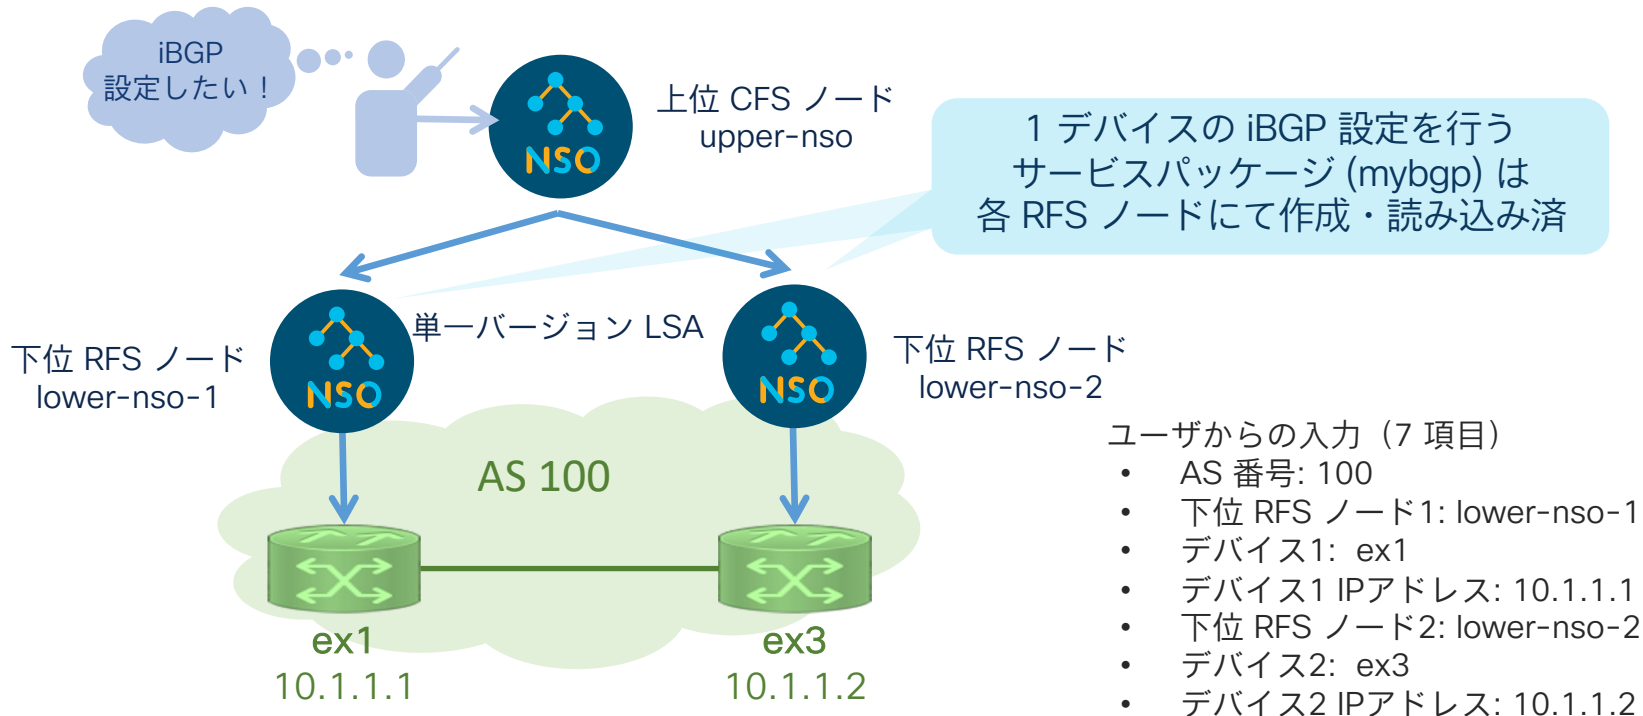 iBGP
設定したい！
NSO
上位 CFS ノード
upper-nso
1 デバイスの iBGP 設定を行う
サービスパッケージ (mybgp) は
各 RFS ノードにて作成・読み込み済
下位 RFS ノード
lower-nso-1
NSO
単一バージョン LSA
NSO
下位 RFS ノード
lower-nso-2
AS 100
ex1
10.1.1.1
ex3
10.1.1.2
ユーザからの入力（7 項目）
• AS 番号: 100
• 下位 RFS ノード1: lower-nso-1
• デバイス1: ex1
• デバイス1 IPアドレス: 10.1.1.1
• 下位 RFS ノード2: lower-nso-2
• デバイス2: ex3
• デバイス2 IPアドレス: 10.1.1.2